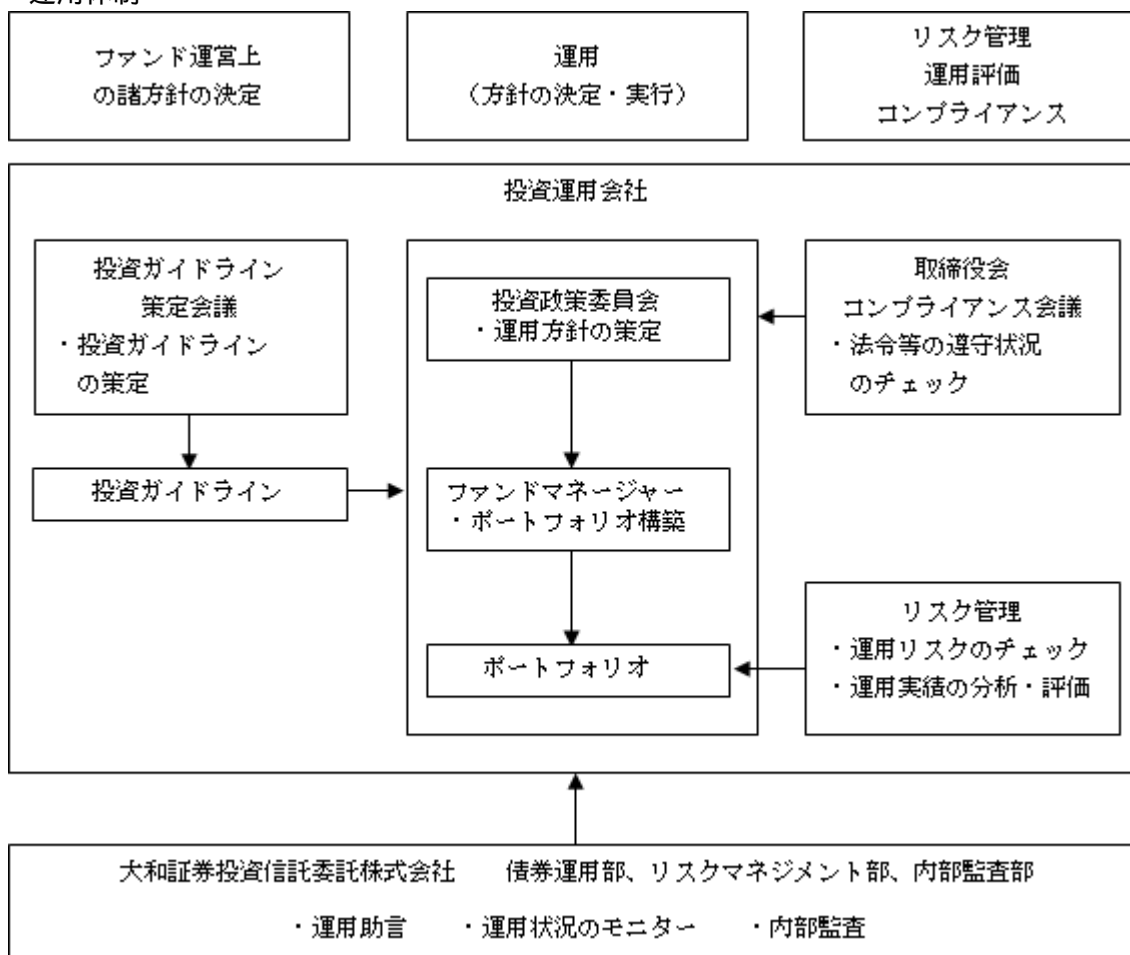 運用体制
ファンド運営上
の諸方針の決定
運用
(方針の決定・実行)
リスク管理
運用評価
コンプライアンス
投資運用会社
投資ガイドライン
策定会議
・投資ガイドライン
の策定
投資ガイドライン
投資政策委員会
・運用方針の策定
ファンドマネージャー
・ポートフォリオ構築
ポートフォリオ
取締役会
コンプライアンス会議
・法令等の遵守状況
のチェック
リスク管理
・運用リスクのチェック
・運用実績の分析・評価
大和証券投資信託委託株式会社 債券運用部、リスクマネジメント部、内部監査部
・運用助言 ・運用状況のモニター ・内部監査